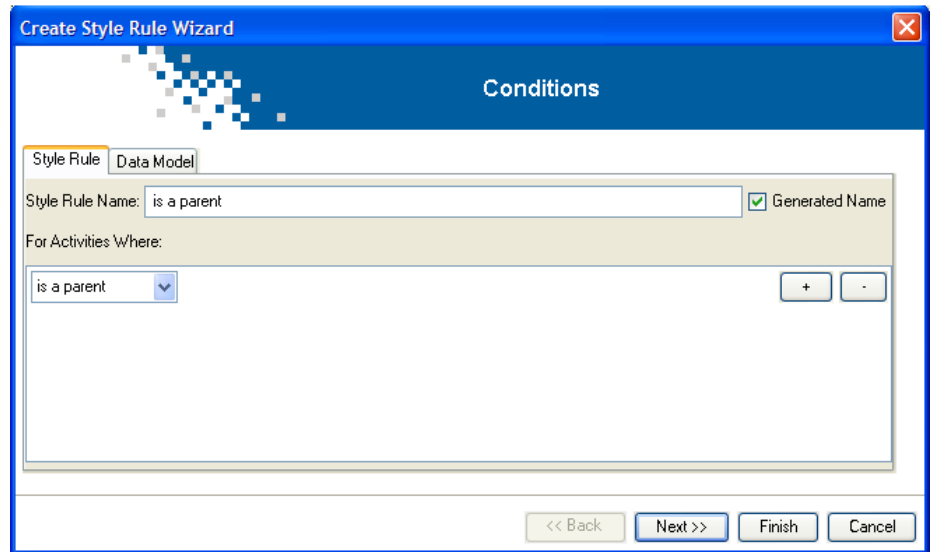 Create Style Rule Wizard
Conditions
Style Rule Data Model
Style Rule Name: is a parent Generated Name
For Activities Where:
is a parent + -
<< Back Next >> Finish Cancel